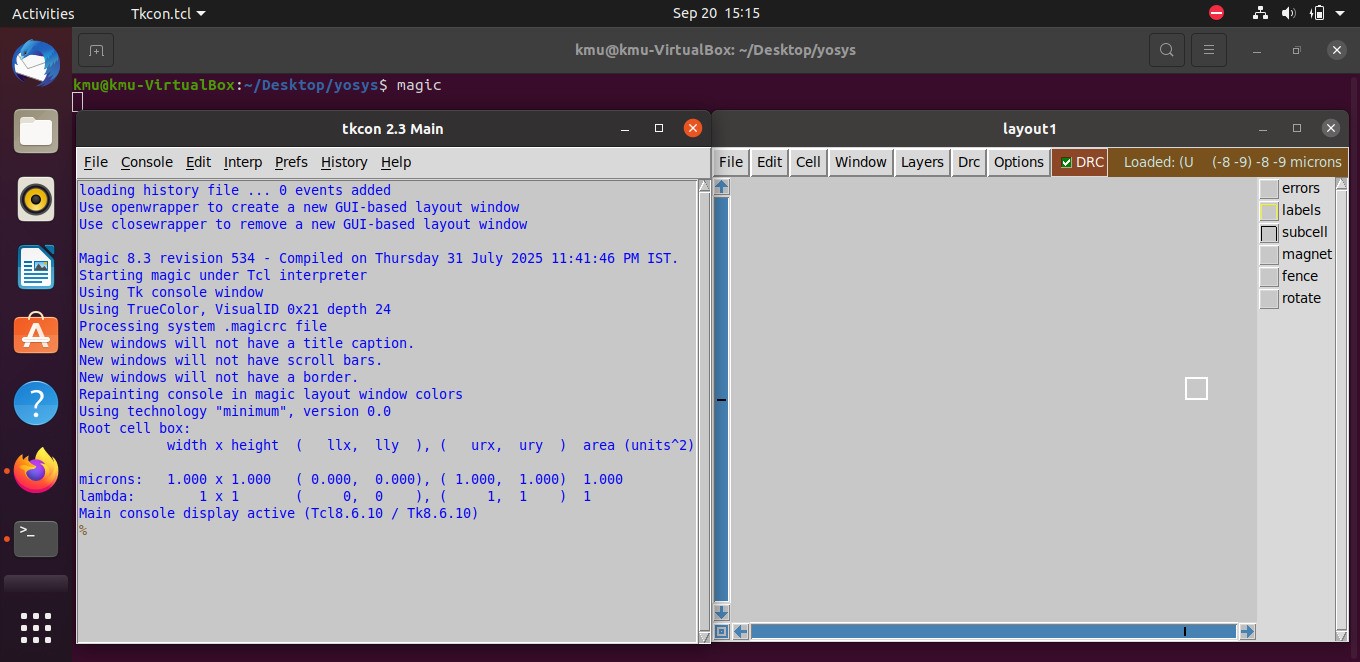 Activities
Tkcon.tcl
Sep 20 15:15
kmu@kmu-VirtualBox: ~/Desktop/yosys
kmu@kmu-VirtualBox:~/Desktop/yosys$ magic
tkcon 2.3 Main
File Console Edit Interp Prefs History Help
loading history file ... 0 events added
Use openwrapper to create a new GUI-based layout window
Use closewrapper to remove a new GUI-based layout window
Magic 8.3 revision 534 - Compiled on Thursday 31 July 2025 11:41:46 PM IST.
Starting magic under Tcl interpreter
Using Tk console window
Using TrueColor, VisualID 0x21 depth 24
Processing system .magicrc file
New windows will not have a title caption.
New windows will not have scroll bars.
New windows will not have a border.
Repainting console in magic layout window colors
Using technology "minimum", version 0.0
Root cell box:
width x height ( llx, lly ), ( urx, ury ) area (units^2)
microns: 1.000 x 1.000 ( 0.000, 0.000), ( 1.000, 1.000) 1.000
lambda: 1 x 1 ( 0, 0 ), ( 1, 1 ) 1
Main console display active (Tcl8.6.10 / Tk8.6.10)
%
layout1
File Edit Cell Window Layers Drc Options DRC Loaded: (U (-8 -9) -8 -9 microns
errors
labels
subcell
magnet
fence
rotate